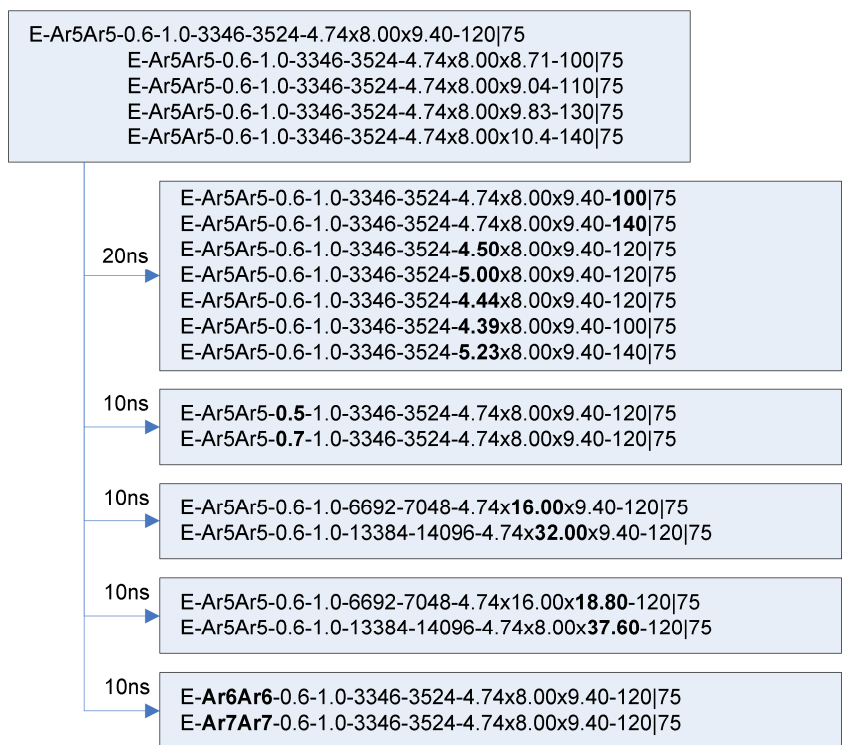 E-Ar5Ar5-0.6-1.0-3346-3524-4.74x8.00x9.40-120|75
E-Ar5Ar5-0.6-1.0-3346-3524-4.74x8.00x8.71-100|75
E-Ar5Ar5-0.6-1.0-3346-3524-4.74x8.00x9.04-110|75
E-Ar5Ar5-0.6-1.0-3346-3524-4.74x8.00x9.83-130|75
E-Ar5Ar5-0.6-1.0-3346-3524-4.74x8.00x10.4-140|75
20ns
E-Ar5Ar5-0.6-1.0-3346-3524-4.74x8.00x9.40-100|75
E-Ar5Ar5-0.6-1.0-3346-3524-4.74x8.00x9.40-140|75
E-Ar5Ar5-0.6-1.0-3346-3524-4.50x8.00x9.40-120|75
E-Ar5Ar5-0.6-1.0-3346-3524-5.00x8.00x9.40-120|75
E-Ar5Ar5-0.6-1.0-3346-3524-4.44x8.00x9.40-120|75
E-Ar5Ar5-0.6-1.0-3346-3524-4.39x8.00x9.40-100|75
E-Ar5Ar5-0.6-1.0-3346-3524-5.23x8.00x9.40-140|75
10ns
E-Ar5Ar5-0.5-1.0-3346-3524-4.74x8.00x9.40-120|75
E-Ar5Ar5-0.7-1.0-3346-3524-4.74x8.00x9.40-120|75
10ns
E-Ar5Ar5-0.6-1.0-6692-7048-4.74x16.00x9.40-120|75
E-Ar5Ar5-0.6-1.0-13384-14096-4.74x32.00x9.40-120|75
10ns
E-Ar5Ar5-0.6-1.0-6692-7048-4.74x16.00x18.80-120|75
E-Ar5Ar5-0.6-1.0-13384-14096-4.74x8.00x37.60-120|75
10ns
E-Ar6Ar6-0.6-1.0-3346-3524-4.74x8.00x9.40-120|75
E-Ar7Ar7-0.6-1.0-3346-3524-4.74x8.00x9.40-120|75